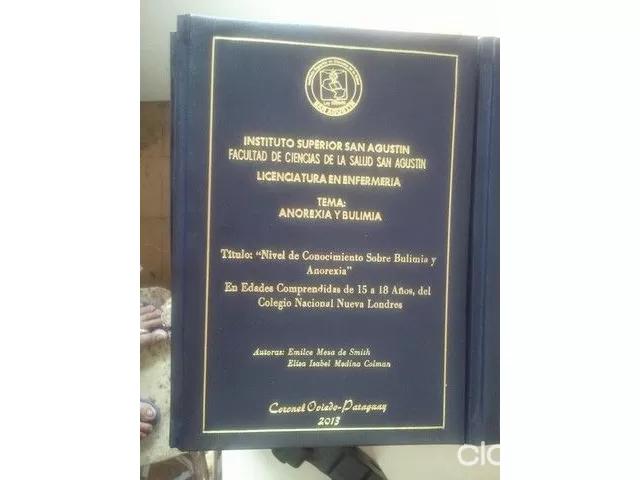 SAN AGUSTIN
INSTITUTO SUPERIOR SAN AGUSTIN
FACULTAD DE CIENCIAS DE LA SALUD SAN AGUSTIN
LICENCIATURA EN ENFERMERIA
TEMA:
ANOREXIA Y BULIMIA
Título: "Nivel de Conocimiento Sobre Bulimia y
Anorexia"
En Edades Comprendidas de 15 a 18 Años, del
Colegio Nacional Nueva Londres
Autoras: Emilce Mesa de Smith
Elisa Isabel Medina Colman
Coronel Oviedo-Paraguay
2013